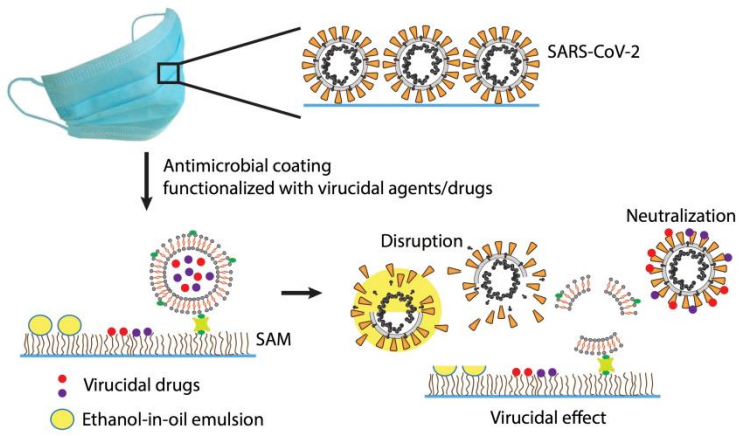 SARS-CoV-2
Antimicrobial coating
functionalized with virucidal agents/drugs
Neutralization
Disruption
SAM
Virucidal drugs
Ethanol-in-oil emulsion
Virucidal effect